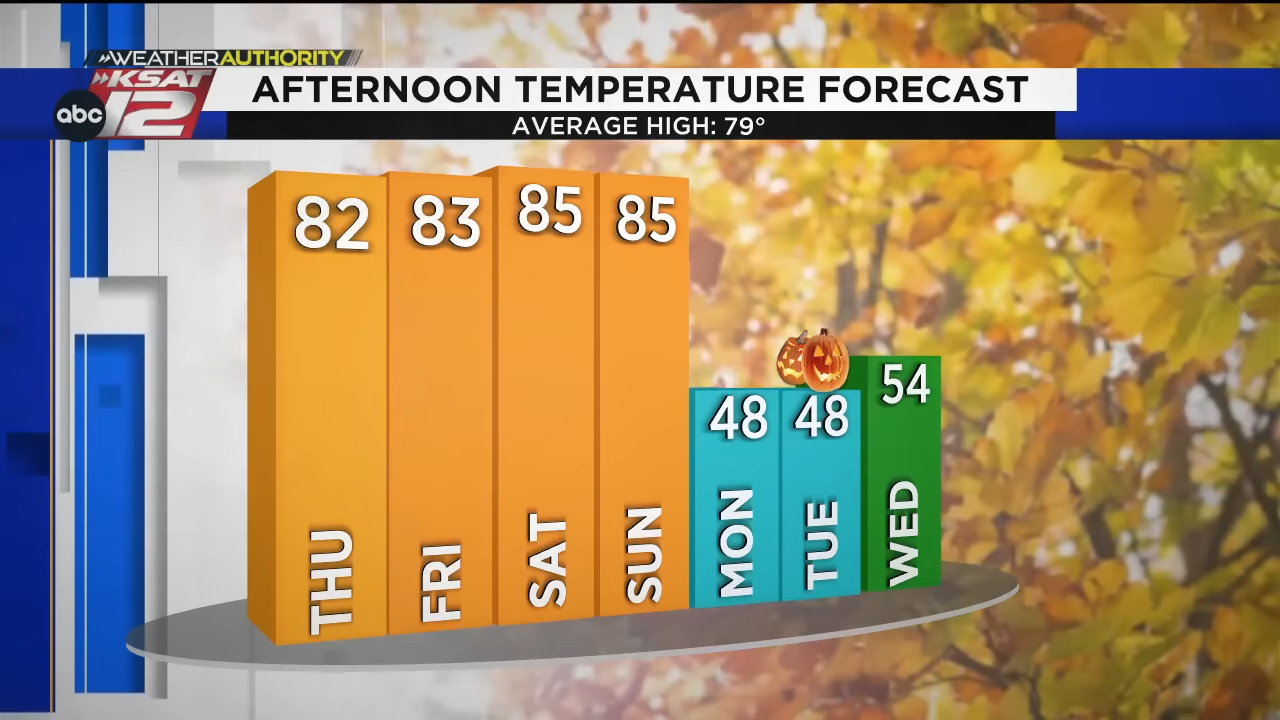 WEATHERAUTHORITY
KSAT
abc 12
AFTERNOON TEMPERATURE FORECAST
AVERAGE HIGH: 79°
82 83 85 85 48 48 54
THU FRI SAT SUN MON TUE WED